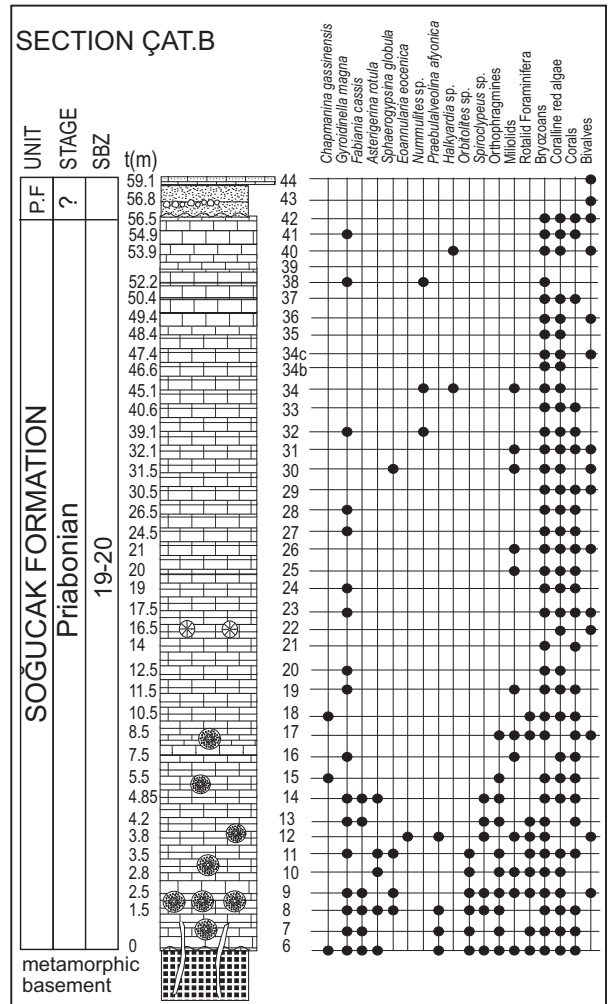 SECTION ÇAT.B
UNIT
STAGE
SBZ
t(m)
Chapmanina gassinensis
Gyroidinella magna
Fabiania cassis
Asterigerina rotula
Sphaerogypsina globula
Eoannularia eocenica
Nummulites sp.
Praebulalveolina afyonica
Halkyardia sp.
Orbitolites sp.
Spiroclypeus sp.
Orthophragmines
Miliolids
Rotalid Foraminifera
Bryozoans
Coralline red algae
Corals
Bivalves
P.F
?
SOĞUCAK FORMATION
Priabonian
19-20
59.1
56.8
56.5
54.9
53.9
52.2
50.4
49.4
48.4
47.4
46.6
45.1
40.6
39.1
32.1
31.5
30.5
26.5
24.5
21
20
19
17.5
16.5
14
12.5
11.5
10.5
8.5
7.5
5.5
4.85
4.2
3.8
3.5
2.8
2.5
1.5
0
44
43
42
41
40
39
38
37
36
35
34c
34b
34
33
32
31
30
29
28
27
26
25
24
23
22
21
20
19
18
17
16
15
14
13
12
11
10
9
8
7
6
metamorphic
basement